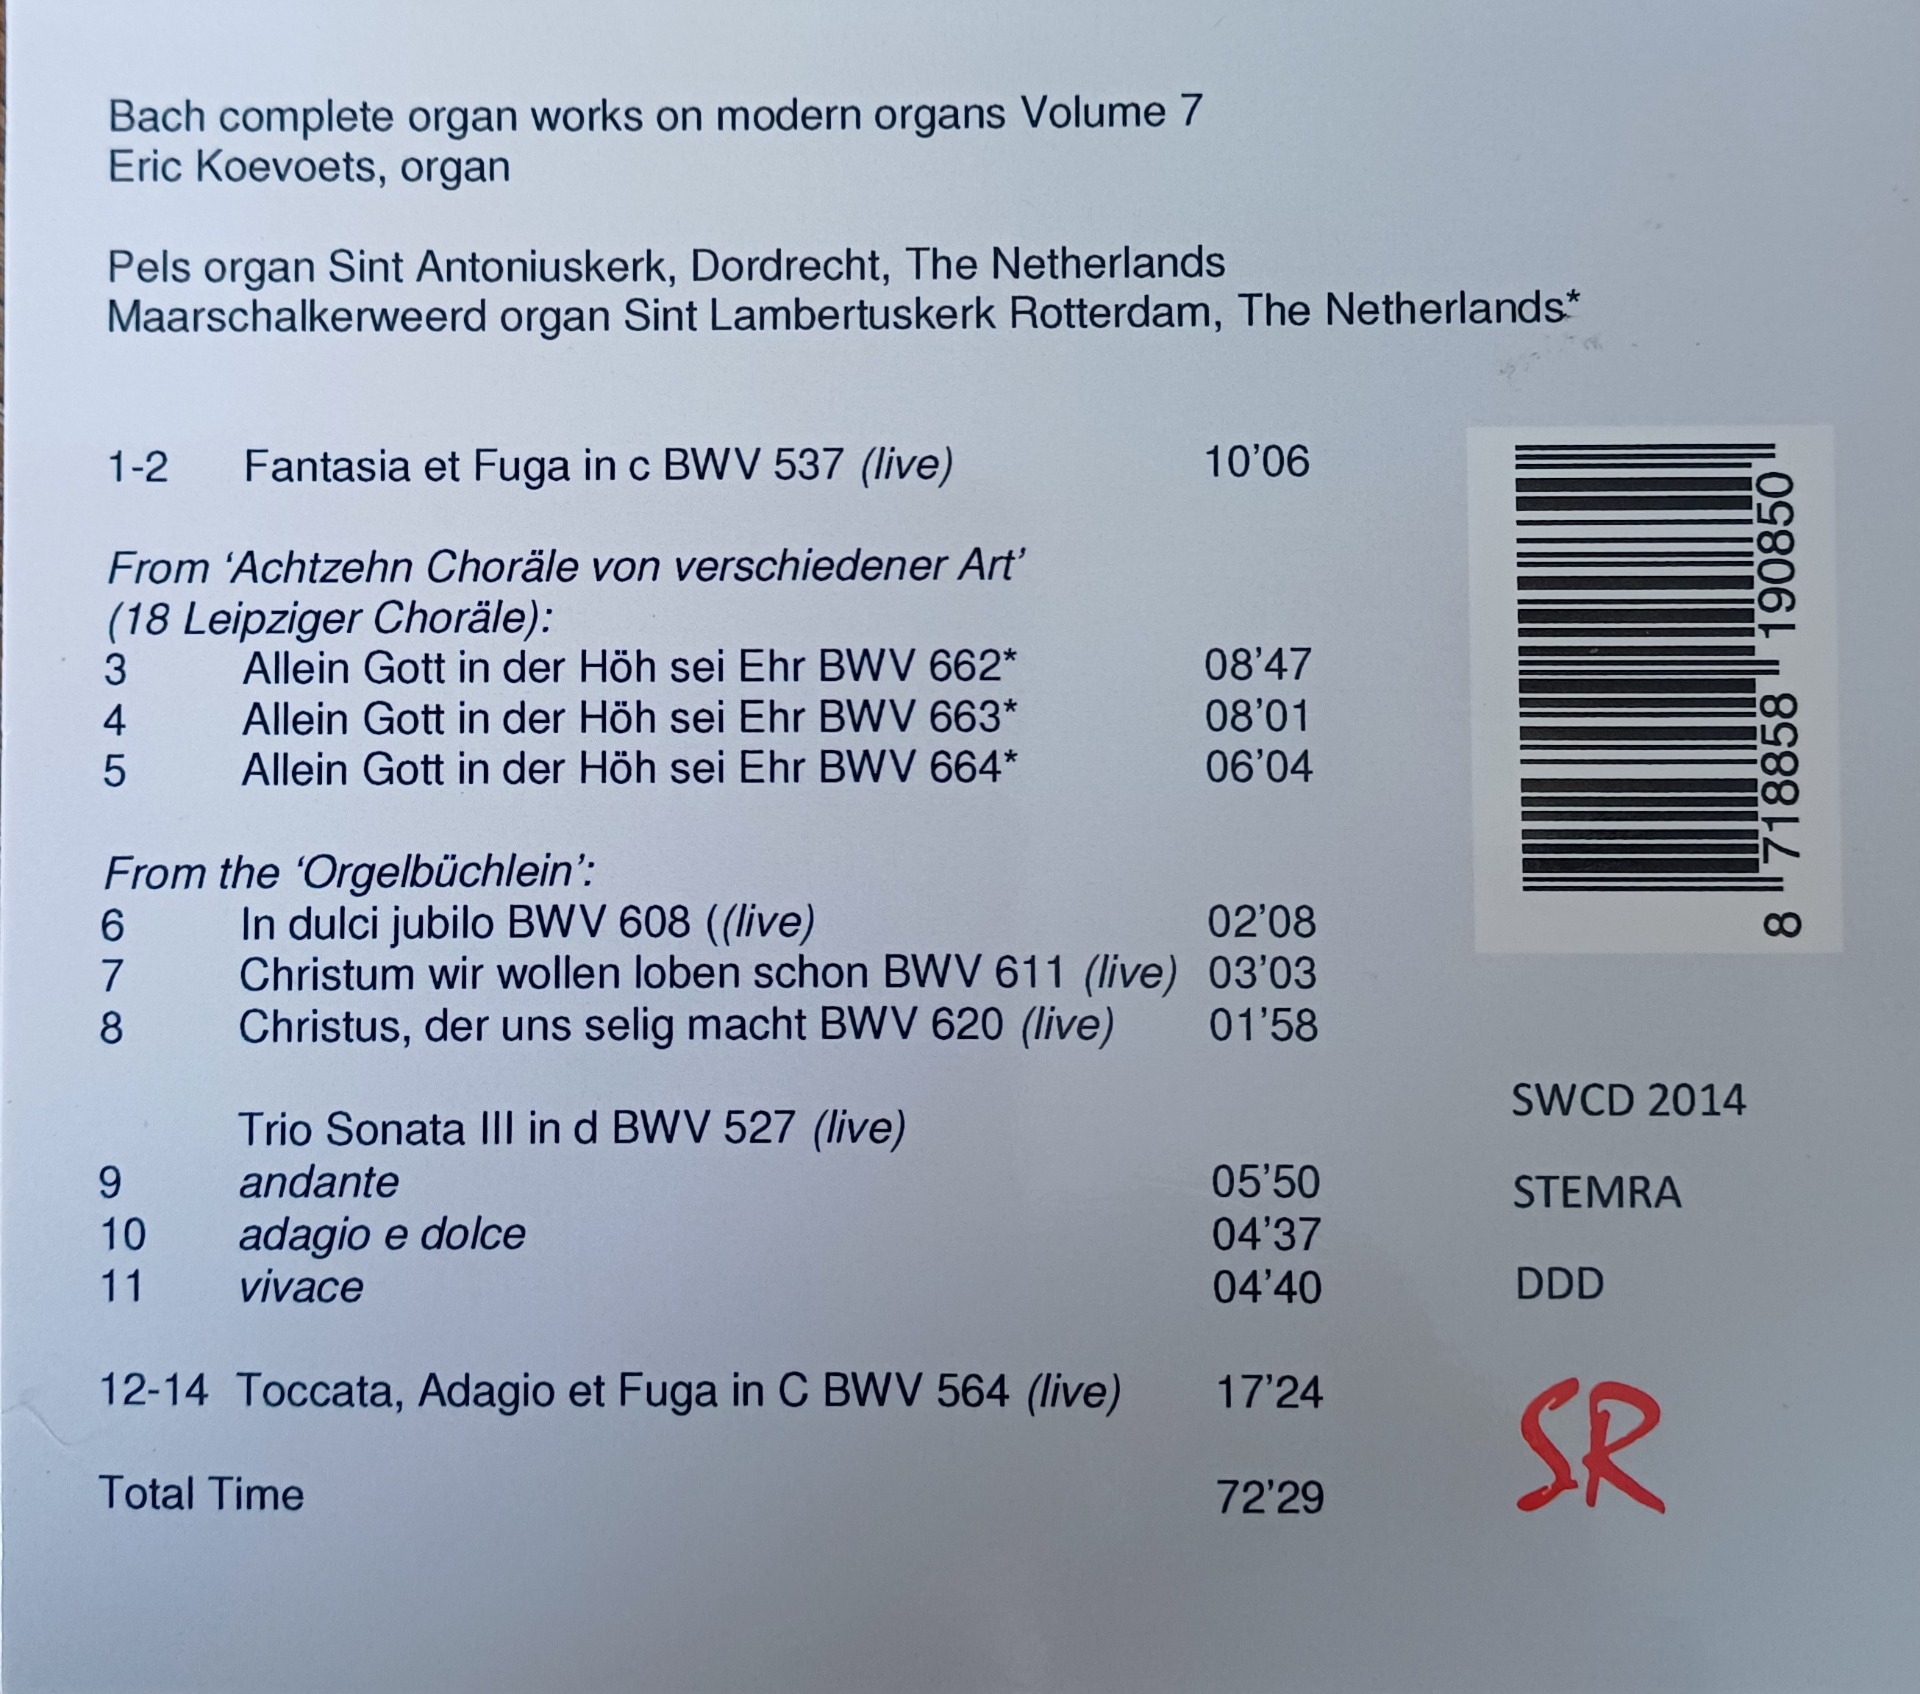 Bach complete organ works on modern organs Volume 7
Eric Koevoets, organ
Pels organ Sint Antoniuskerk, Dordrecht, The Netherlands
Maarschalkerweerd organ Sint Lambertuskerk Rotterdam, The Netherlands*
1-2 Fantasia et Fuga in c BWV 537 (live) 10’06
From ‘Achtzehn Choräle von verschiedener Art’
(18 Leipziger Choräle):
3 Allein Gott in der Höh sei Ehr BWV 662* 08’47
4 Allein Gott in der Höh sei Ehr BWV 663* 08’01
5 Allein Gott in der Höh sei Ehr BWV 664* 06’04
From the ‘Orgelbüchlein’:
6 In dulci jubilo BWV 608 ((live) 02’08
7 Christum wir wollen loben schon BWV 611 (live) 03’03
8 Christus, der uns selig macht BWV 620 (live) 01’58
Trio Sonata III in d BWV 527 (live)
9 andante 05’50
10 adagio e dolce 04’37
11 vivace 04’40
12-14 Toccata, Adagio et Fuga in C BWV 564 (live) 17’24
Total Time 72’29
8 718858 190850
SWCD 2014
STEMRA
DDD
SR